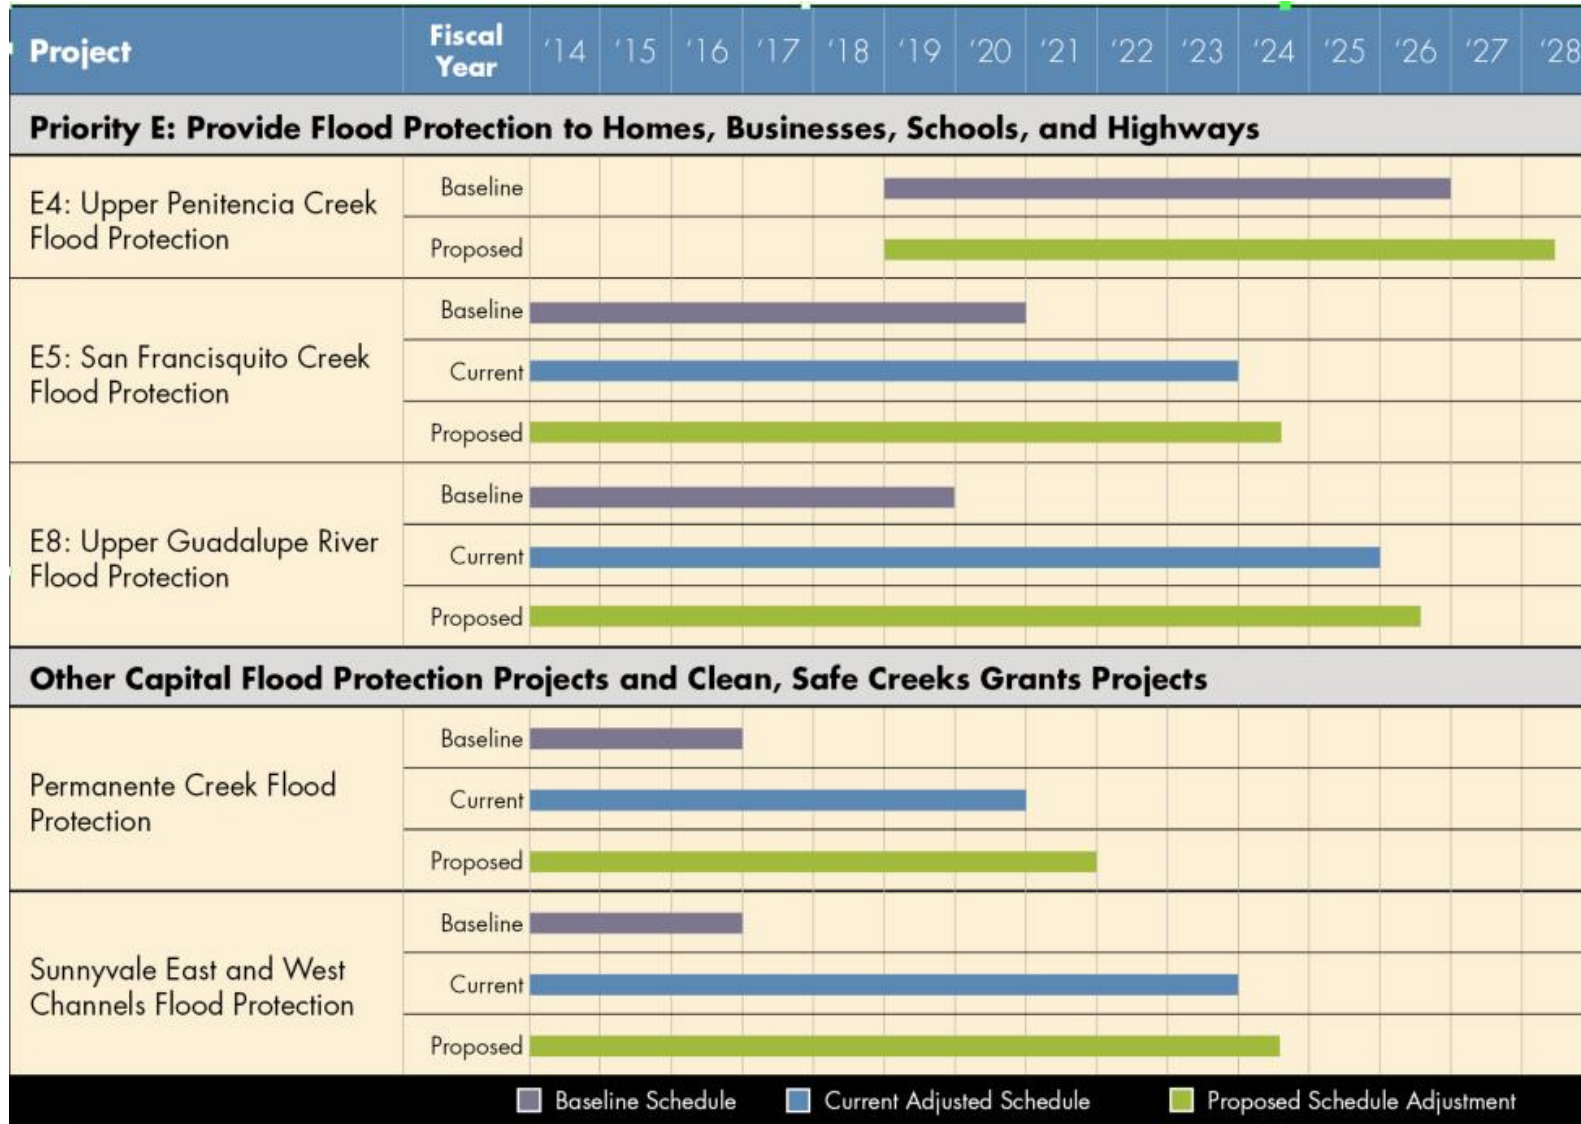 Project Fiscal Year '14 '15 '16 '17 '18 '19 '20 '21 '22 '23 '24 '25 '26 '27 '28
Priority E: Provide Flood Protection to Homes, Businesses, Schools, and Highways
E4: Upper Penitencia Creek
Flood Protection
Baseline
Proposed
E5: San Francisquito Creek
Flood Protection
Baseline
Current
Proposed
E8: Upper Guadalupe River
Flood Protection
Baseline
Current
Proposed
Other Capital Flood Protection Projects and Clean, Safe Creeks Grants Projects
Permanente Creek Flood
Protection
Baseline
Current
Proposed
Sunnyvale East and West
Channels Flood Protection
Baseline
Current
Proposed
Baseline Schedule Current Adjusted Schedule Proposed Schedule Adjustment